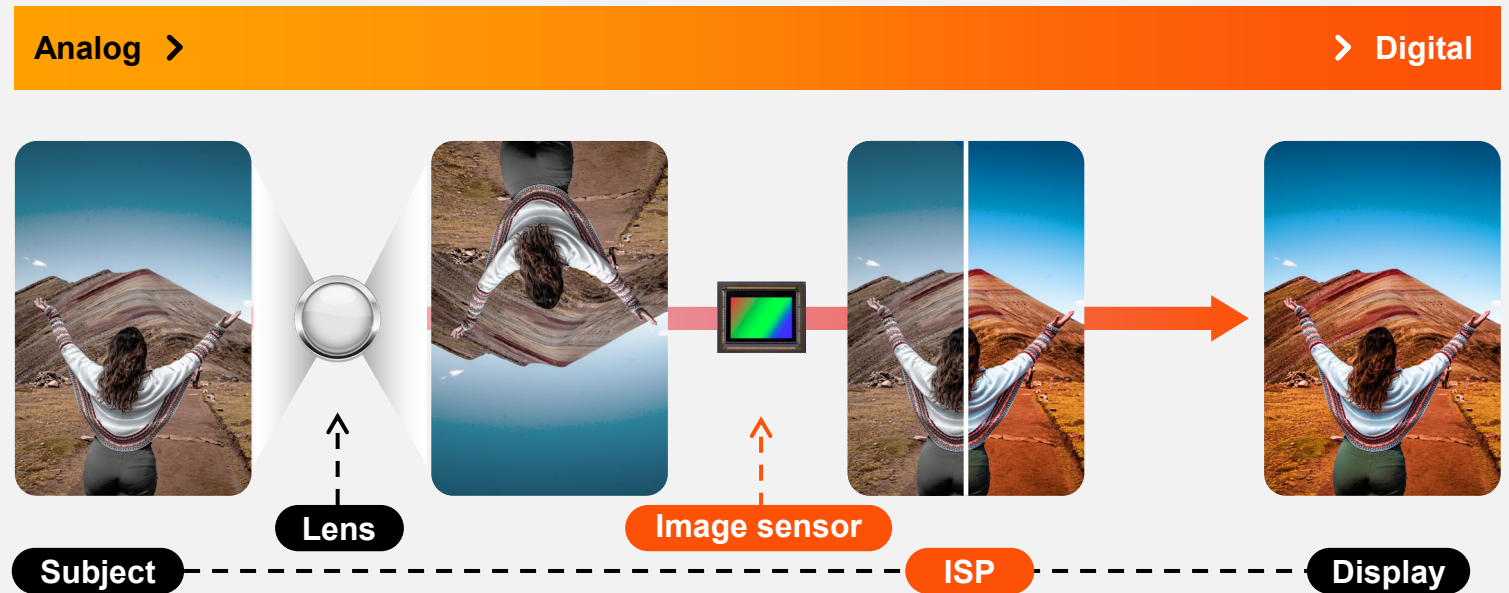 Analog
Digital
Lens
Image sensor
Subject
ISP
Display